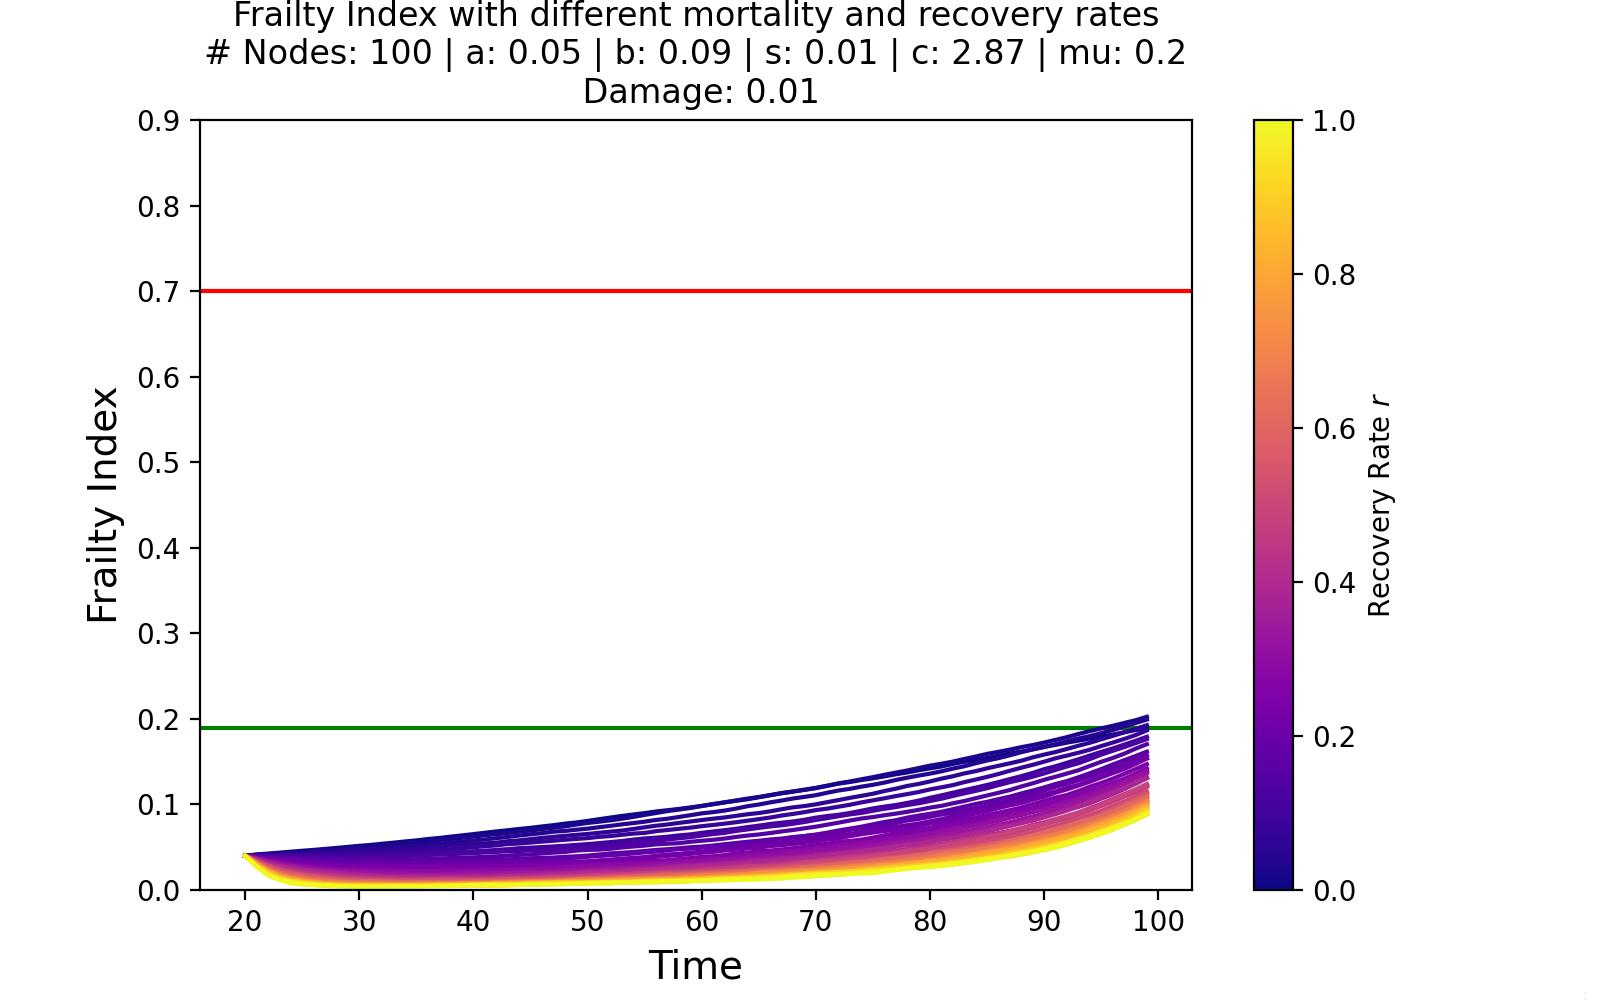 Frailty Index with different mortality and recovery rates
# Nodes: 100 | a: 0.05 | b: 0.09 | s: 0.01 | c: 2.87 | mu: 0.2
Damage: 0.01
0.9
0.8
0.7
0.6
0.5
0.4
0.3
0.2
0.1
0.0
Frailty Index
20 30 40 50 60 70 80 90 100
Time
1.0
0.8
0.6
0.4
0.2
0.0
Recovery Rate r